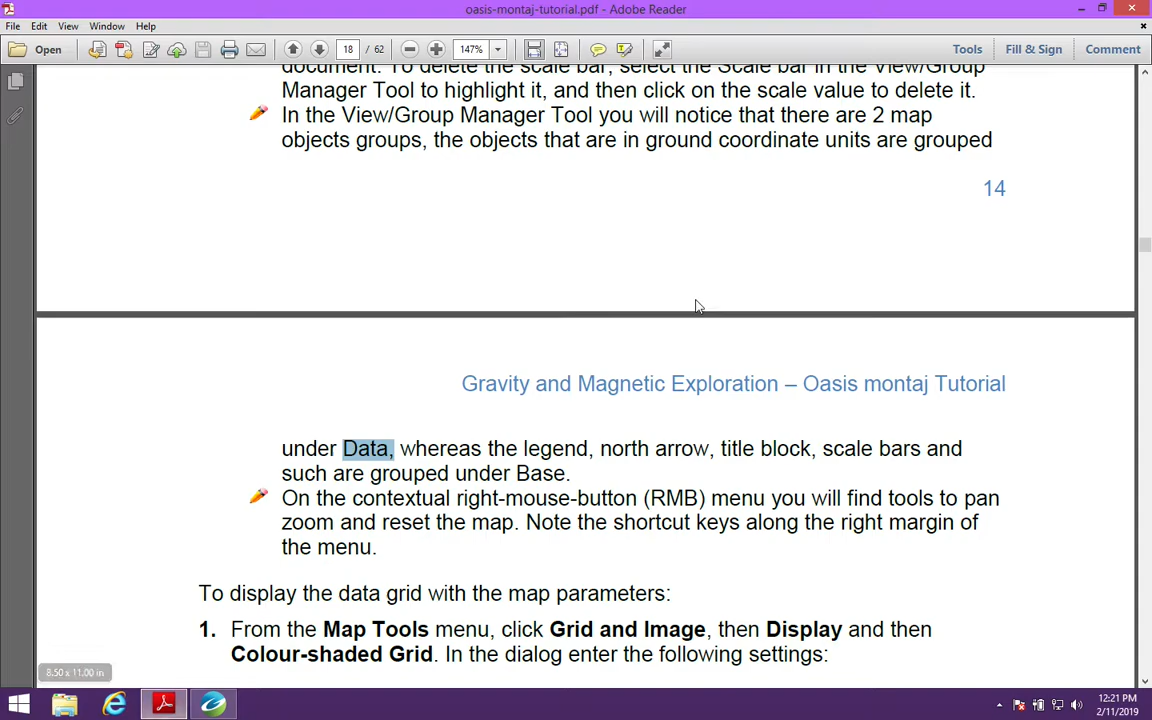 oasis-montaj-tutorial.pdf - Adobe Reader
File Edit View Window Help
Open 18 / 62 147% Tools Fill & Sign Comment
document. To delete the scale bar, select the Scale bar in the View/Group
Manager Tool to highlight it, and then click on the scale value to delete it.
In the View/Group Manager Tool you will notice that there are 2 map
objects groups, the objects that are in ground coordinate units are grouped
14
Gravity and Magnetic Exploration – Oasis montaj Tutorial
under Data, whereas the legend, north arrow, title block, scale bars and
such are grouped under Base.
On the contextual right-mouse-button (RMB) menu you will find tools to pan
zoom and reset the map. Note the shortcut keys along the right margin of
the menu.
To display the data grid with the map parameters:
1. From the Map Tools menu, click Grid and Image, then Display and then
Colour-shaded Grid. In the dialog enter the following settings:
8.50 x 11.00 in
12:21 PM
2/11/2019